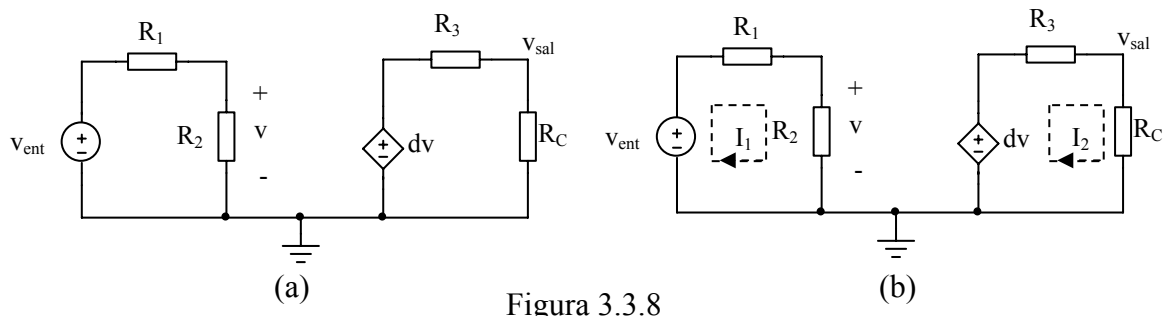 R₁
R₃
v_sal
v_ent
+
-
R₂
+
v
-
+
-
dv
R_C
(a)
R₁
R₃
v_sal
v_ent
+
-
I₁
R₂
+
v
-
+
-
dv
I₂
R_C
(b)
Figura 3.3.8